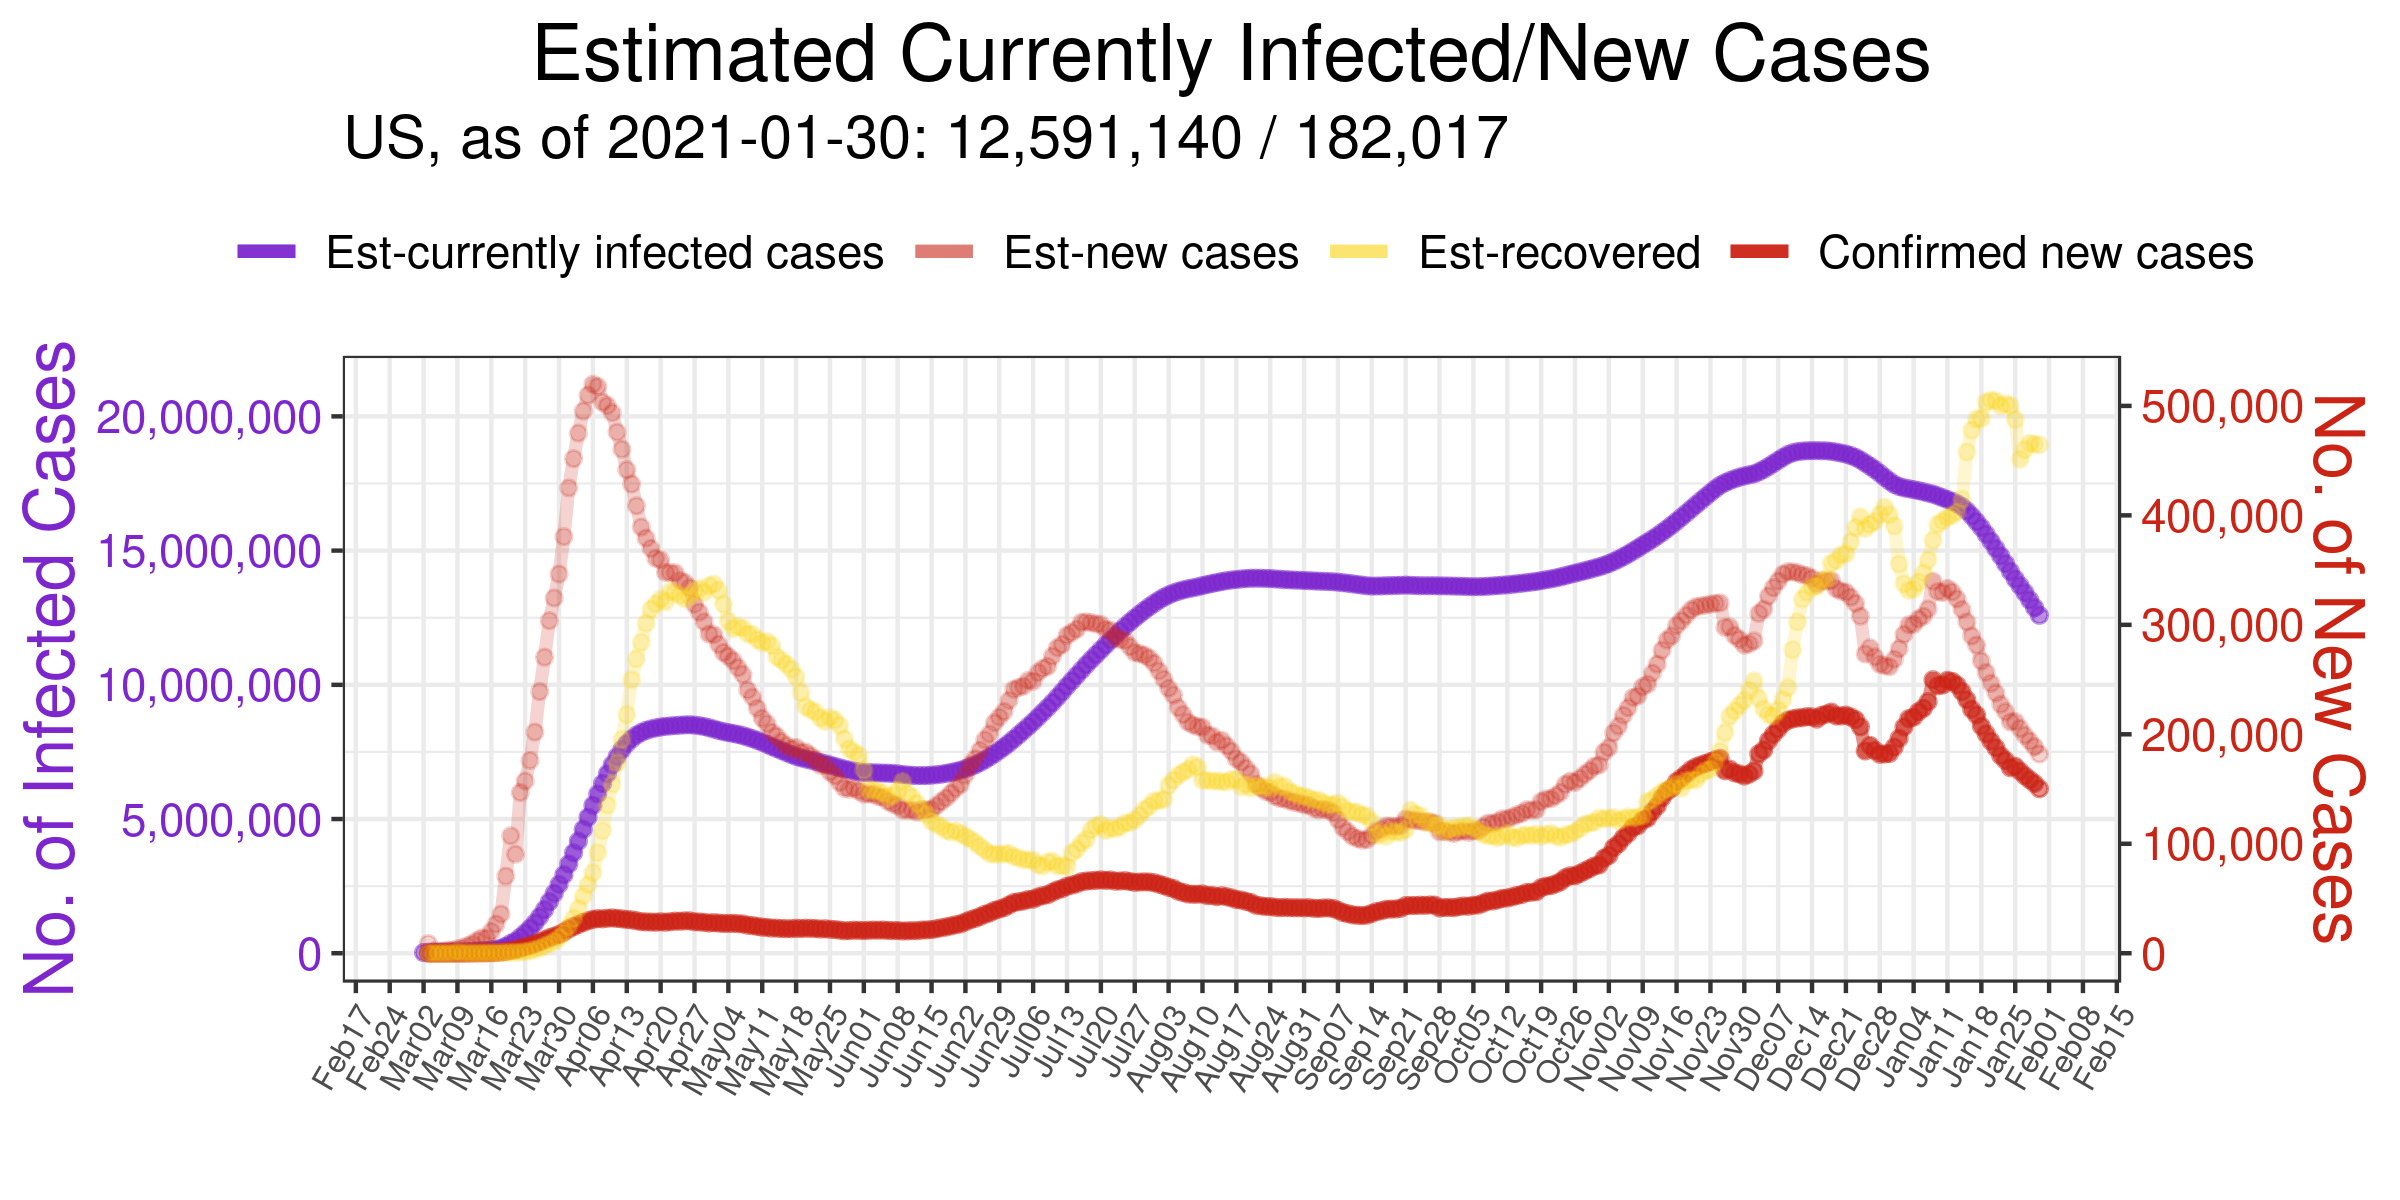 Estimated Currently Infected/New Cases
US, as of 2021-01-30: 12,591,140 / 182,017
Est-currently infected cases Est-new cases Est-recovered Confirmed new cases
No. of Infected Cases
20,000,000
15,000,000
10,000,000
5,000,000
0
500,000
400,000
300,000
200,000
100,000
0
No. of New Cases
Feb17 Feb24 Mar02 Mar09 Mar16 Mar23 Mar30 Apr06 Apr13 Apr20 Apr27 May04 May11 May18 May25 Jun01 Jun08 Jun15 Jun22 Jun29 Jul06 Jul13 Jul20 Jul27 Aug03 Aug10 Aug17 Aug24 Aug31 Sep07 Sep14 Sep21 Sep28 Oct05 Oct12 Oct19 Oct26 Nov02 Nov09 Nov16 Nov23 Nov30 Dec07 Dec14 Dec21 Dec28 Dec04 Jan11 Jan18 Jan25 Feb01 Feb08 Feb15